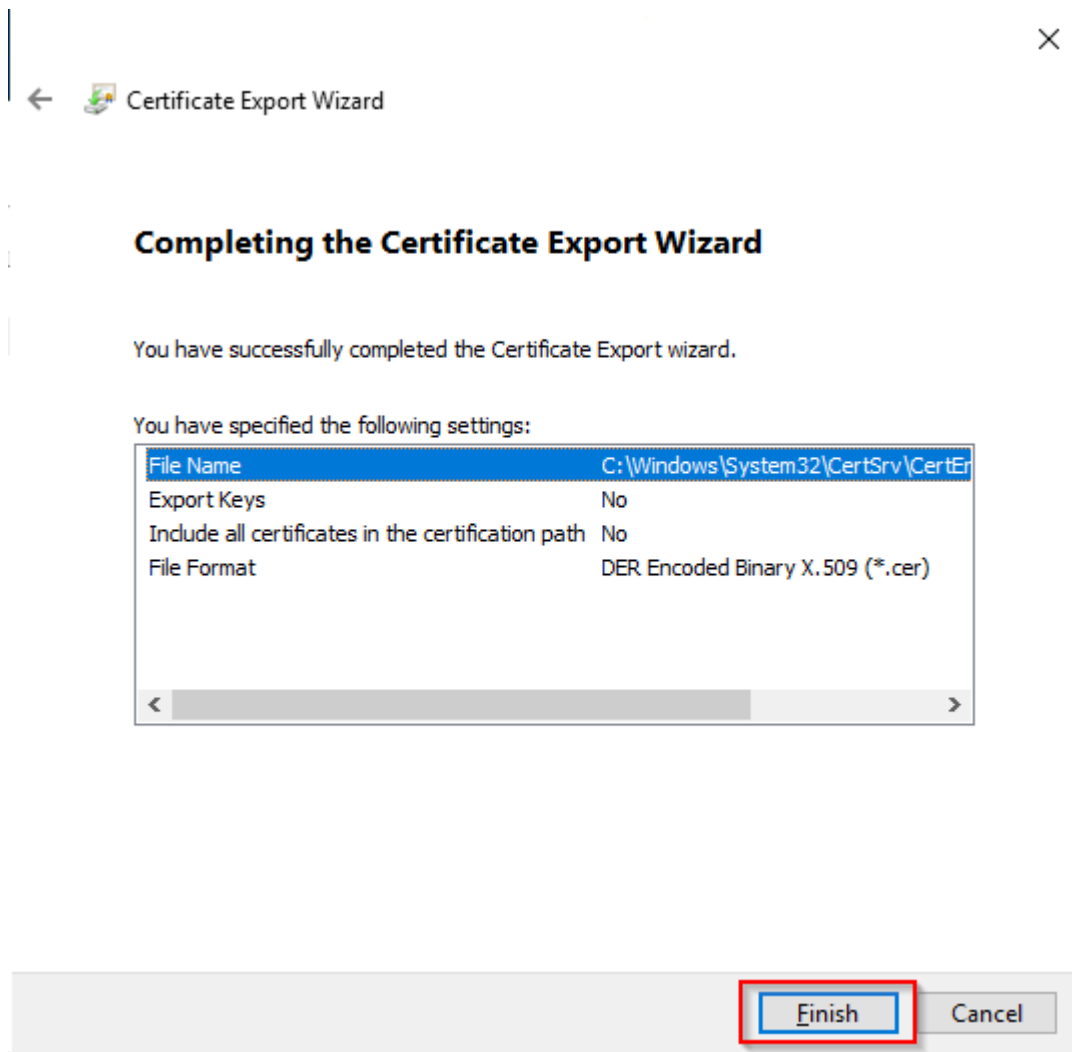 Certificate Export Wizard
Completing the Certificate Export Wizard
You have successfully completed the Certificate Export wizard.
You have specified the following settings:
File Name C:\Windows\System32\CertSrv\CertEr
Export Keys No
Include all certificates in the certification path No
File Format DER Encoded Binary X.509 (*.cer)
Finish Cancel